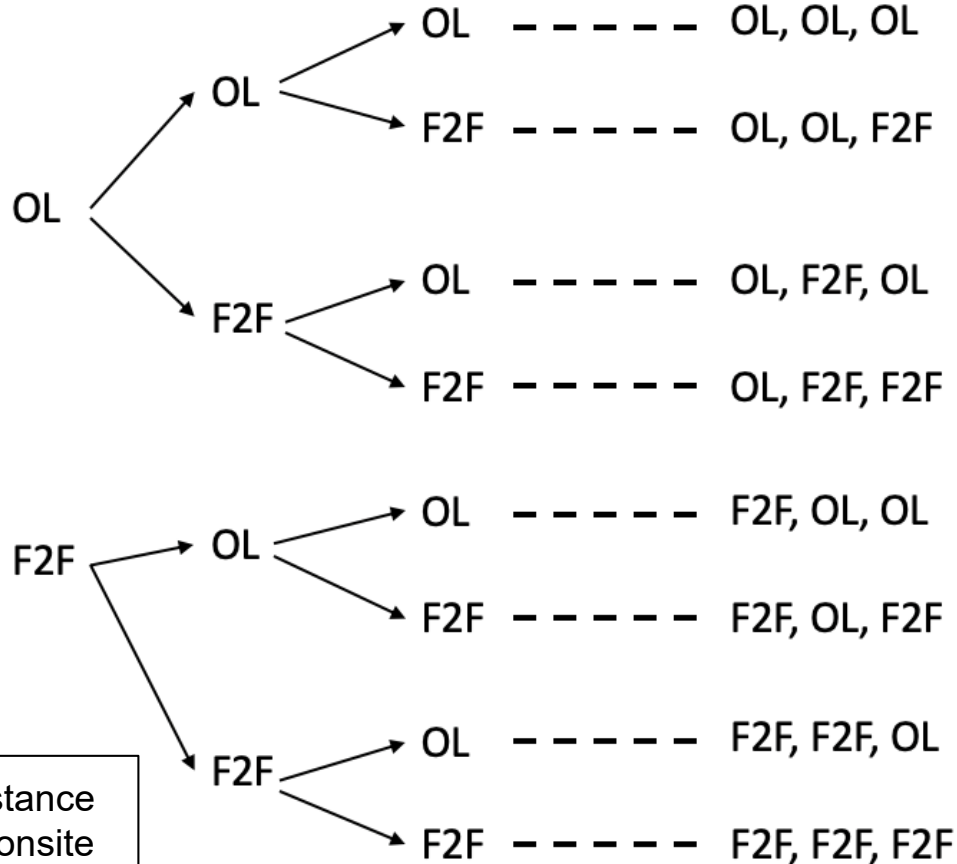 OL — — — — — OL, OL, OL
OL
F2F — — — — — OL, OL, F2F
OL
OL — — — — — OL, F2F, OL
F2F
F2F — — — — — OL, F2F, F2F
OL — — — — — F2F, OL, OL
F2F OL
F2F — — — — — F2F, OL, F2F
OL — — — — — F2F, F2F, OL
F2F
stance
onsite
F2F — — — — — F2F, F2F, F2F